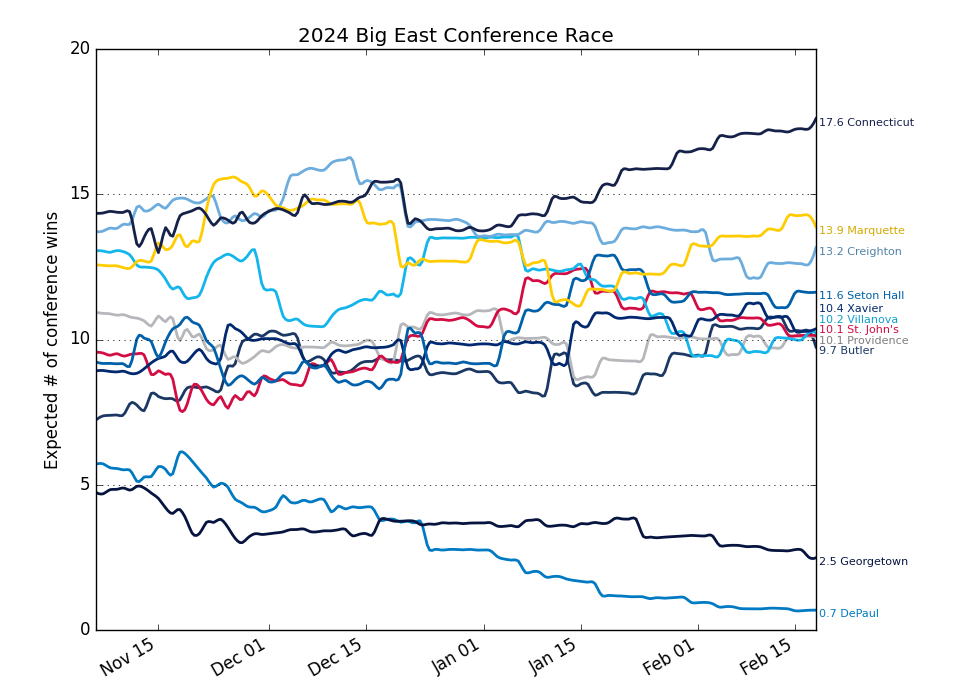 2024 Big East Conference Race
Expected # of conference wins
20
15
10
5
0
17.6 Connecticut
13.9 Marquette
13.2 Creighton
11.6 Seton Hall
10.4 Xavier
10.2 Villanova
10.1 St. John's
10.1 Providence
9.7 Butler
2.5 Georgetown
0.7 DePaul
Nov 15
Dec 01
Dec 15
Jan 01
Jan 15
Feb 01
Feb 15